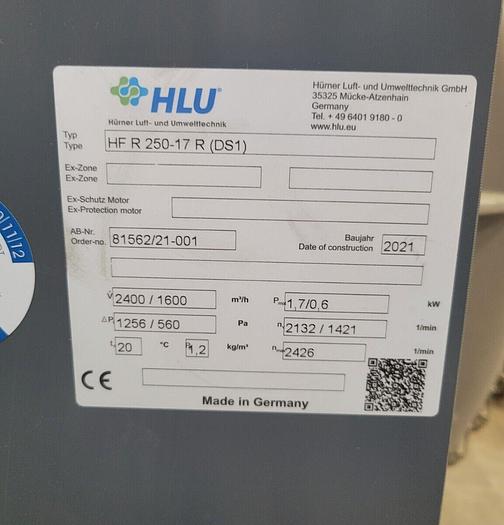 HLU
Hürner Luft- und Umwelttechnik
Hürner Luft- und Umwelttechnik GmbH
35325 Mücke-Atzenhain
Germany
Tel. + 49 6401 9180 - 0
www.hlu.eu
Typ
Type HF R 250-17 R (DS1)
Ex-Zone
Ex-Zone
Ex-Schutz Motor
Ex-Protection motor
AB-Nr.
Order-no. 81562/21-001
Baujahr
Date of construction 2021
V 2400 / 1600 m³/h P 1,7/0,6 kW
ΔP 1256 / 560 Pa n 2132 / 1421 1/min
t 20 °C 1,2 kg/m³ n 2426 1/min
CE
Made in Germany
11/12